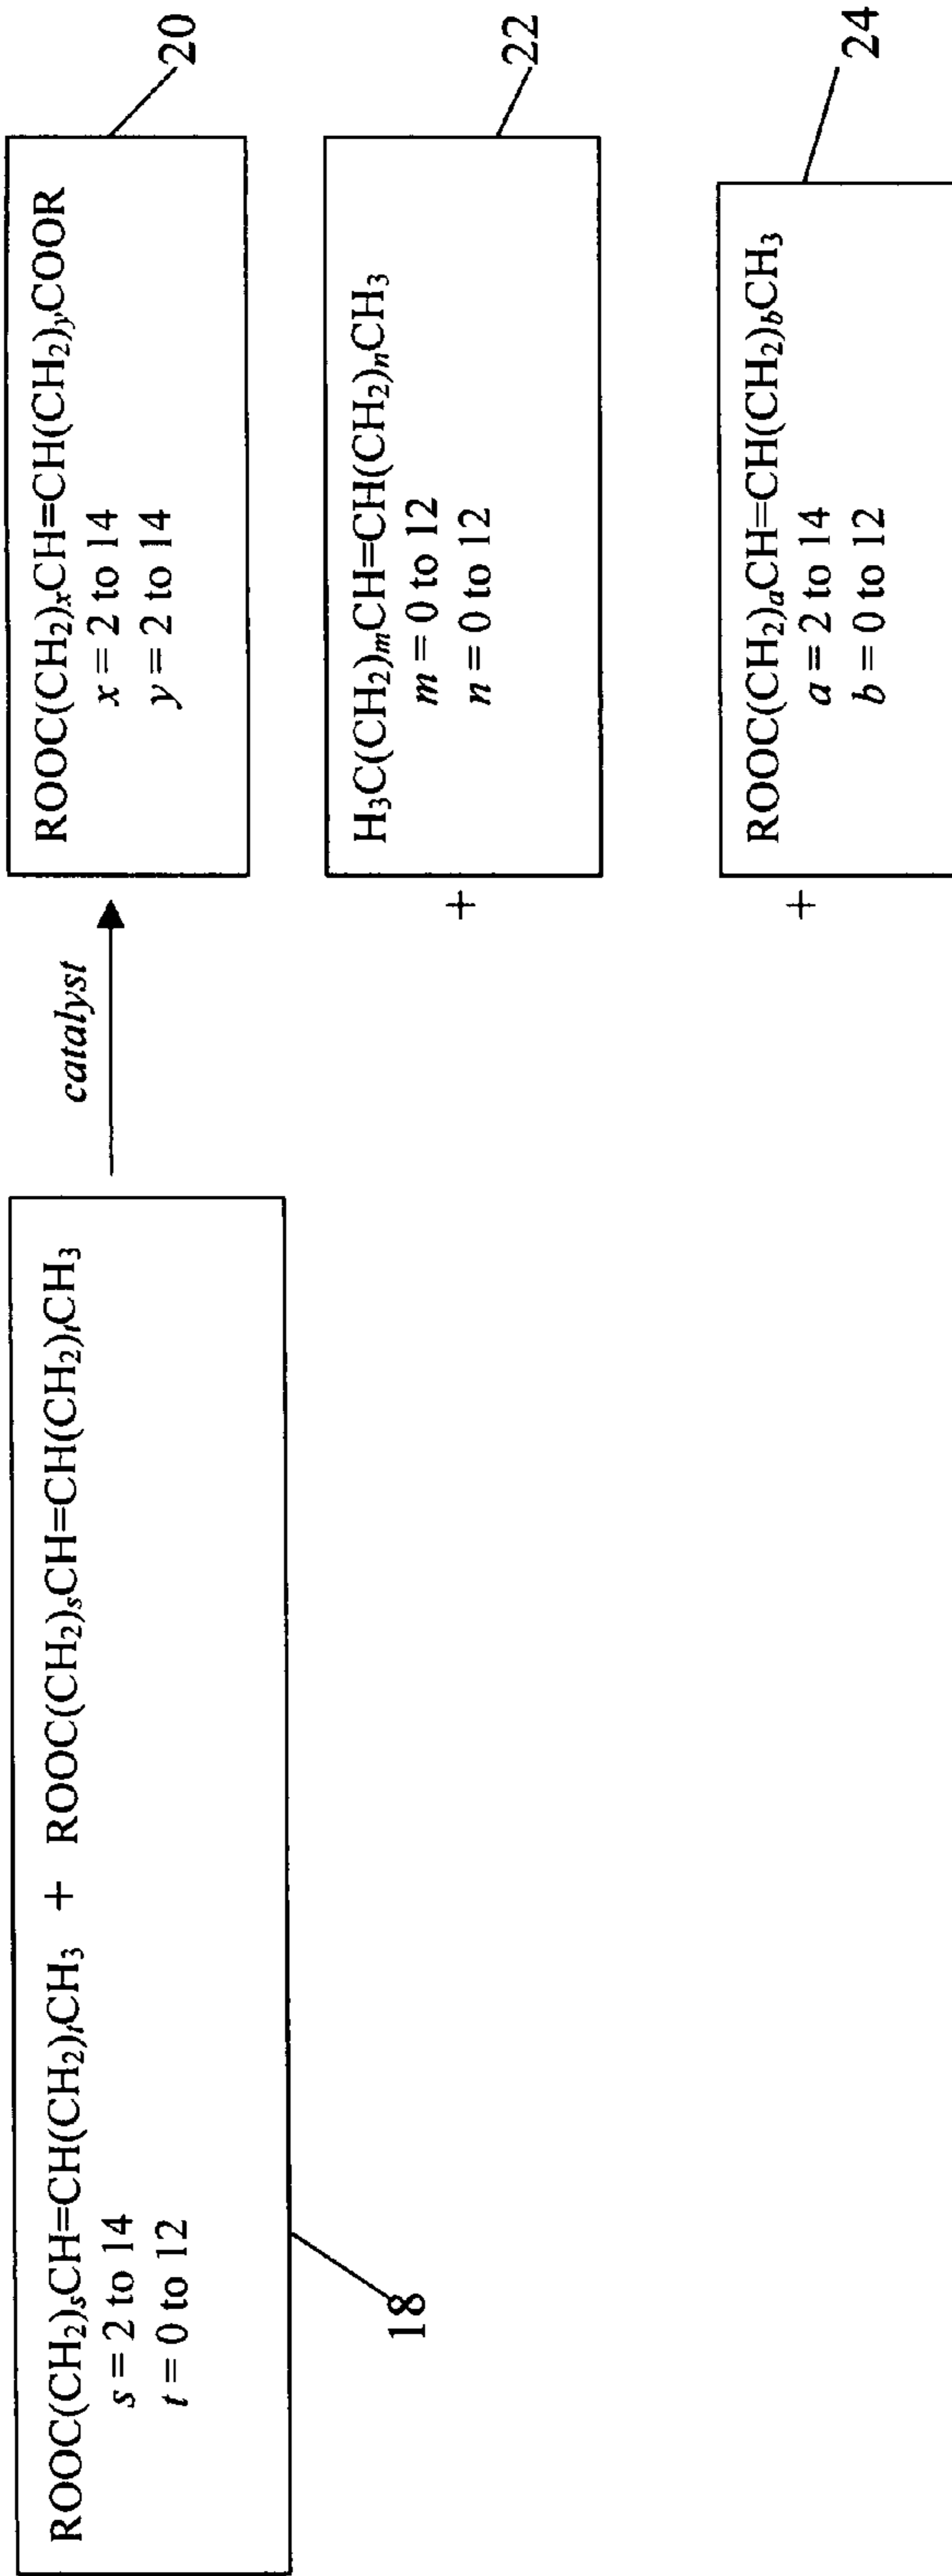 ROOC(CH₂)ₛCH=CH(CH₂)ₜCH₃ + ROOC(CH₂)ₛCH=CH(CH₂)ₜCH₃
s = 2 to 14
t = 0 to 12
18
catalyst
ROOC(CH₂)ₓCH=CH(CH₂)yCOOR
x = 2 to 14
y = 2 to 14
20
+
H₃C(CH₂)ₘCH=CH(CH₂)ₙCH₃
m = 0 to 12
n = 0 to 12
22
+
ROOC(CH₂)ₐCH=CH(CH₂)bCH₃
a = 2 to 14
b = 0 to 12
24